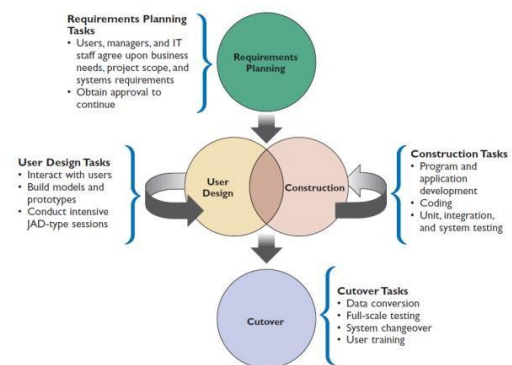 Requirements Planning
Tasks
• Users, managers, and IT
staff agree upon business
needs, project scope, and
systems requirements
• Obtain approval to
continue
Requirements
Planning
User Design Tasks
• Interact with users
• Build models and
prototypes
• Conduct intensive
JAD-type sessions
User
Design
Construction
Construction Tasks
• Program and
application
development
• Coding
• Unit, integration,
and system testing
Cutover
Cutover Tasks
• Data conversion
• Full-scale testing
• System changeover
• User training